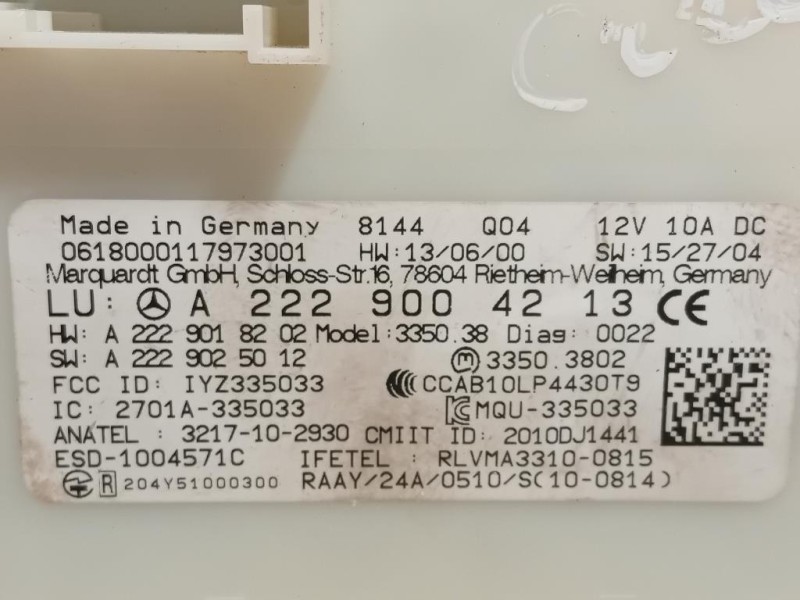 Made in Germany 8144 Q04 12V 10A DC
0618000117973001 HW:13/06/00 SW:15/27/04
Marquardt GmbH, Schloss-Str.16, 78604 Rietheim-Weilheim, Germany
LU: A 222 900 42 13 CE
HW: A 222 901 82 02 Model:3350.38 Diag: 0022
SW: A 222 902 50 12 M 3350.3802
FCC ID: IYZ335033 CCAB10LP4430T9
IC: 2701A-335033 MQU-335033
ANATEL : 3217-10-2930 CMIIT ID: 2010DJ1441
ESD-1004571C IFETEL: RLVMA3310-0815
R 204Y51000300 RAAY/24A/0510/S(10-0814)